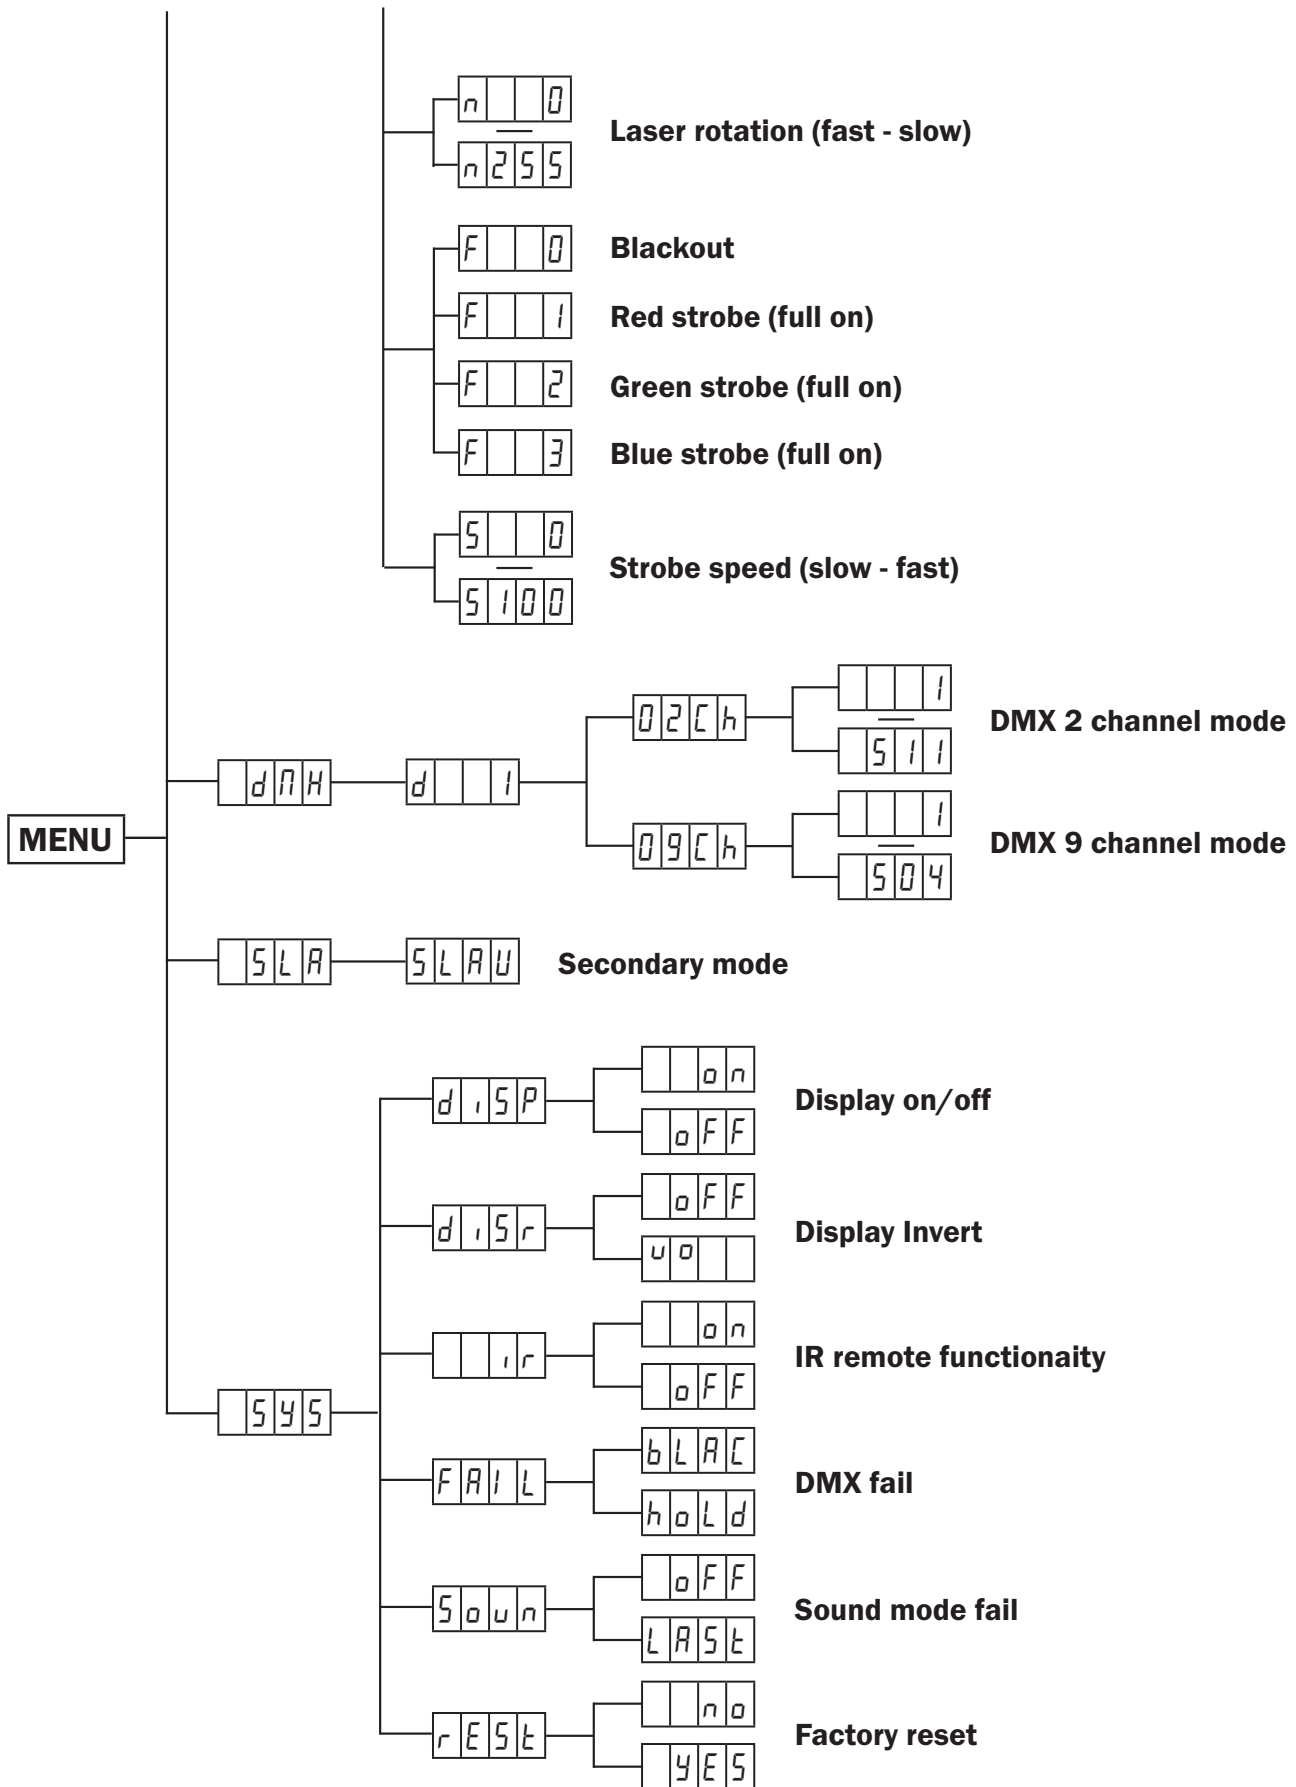 n 0
Laser rotation (fast - slow)
n255
F 0 Blackout
F 1 Red strobe (full on)
F 2 Green strobe (full on)
F 3 Blue strobe (full on)
S 0
Strobe speed (slow - fast)
S100
1
02Ch
DMX 2 channel mode
511
dMX d 1
1
MENU
09Ch
DMX 9 channel mode
504
SLA SLAU Secondary mode
on
diSP
Display on/off
oFF
oFF
diSr
Display Invert
uo
on
ir
IR remote functionaity
oFF
SYS
bLAC
FAIL
DMX fail
hoLd
oFF
Soun
Sound mode fail
LASt
no
rESt
Factory reset
YES